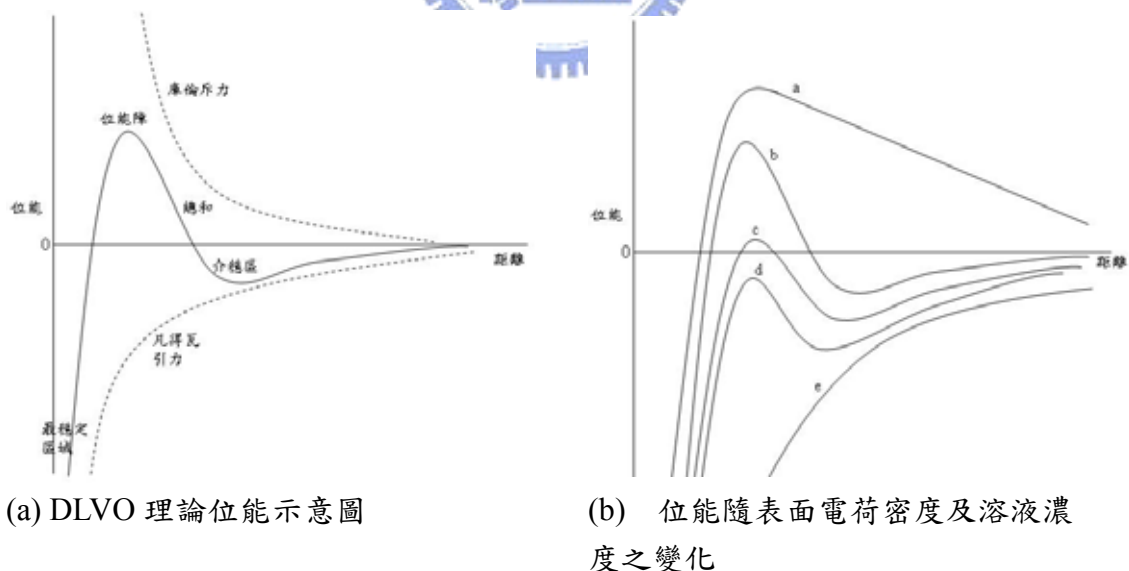 庫倫斥力
位能障
位能
總和
0
介穩區
距離
凡得瓦
引力
最穩定
區域
a
b
位能
c
0
距離
d
e
(a) DLVO 理論位能示意圖
(b) 位能隨表面電荷密度及溶液濃
度之變化